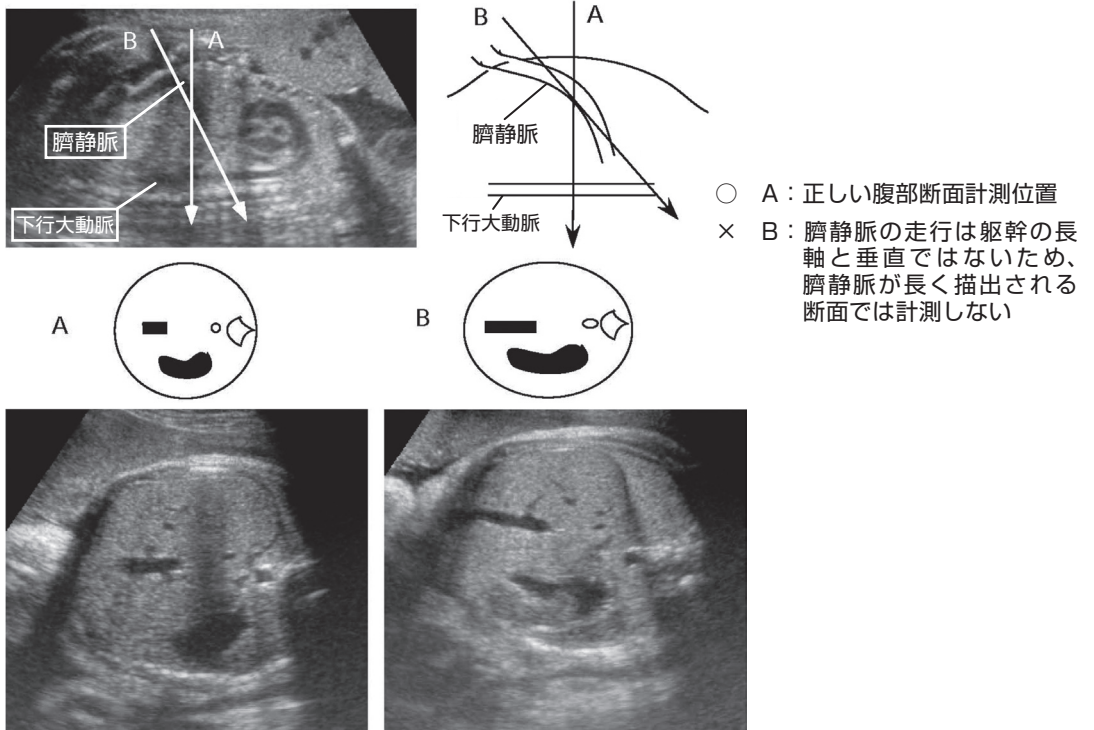 B A
臍静脈
下行大動脈
B A
臍静脈
下行大動脈
○ A：正しい腹部断面計測位置
× B：臍静脈の走行は躯幹の長
軸と垂直ではないため、
臍静脈が長く描出される
断面では計測しない
A
B